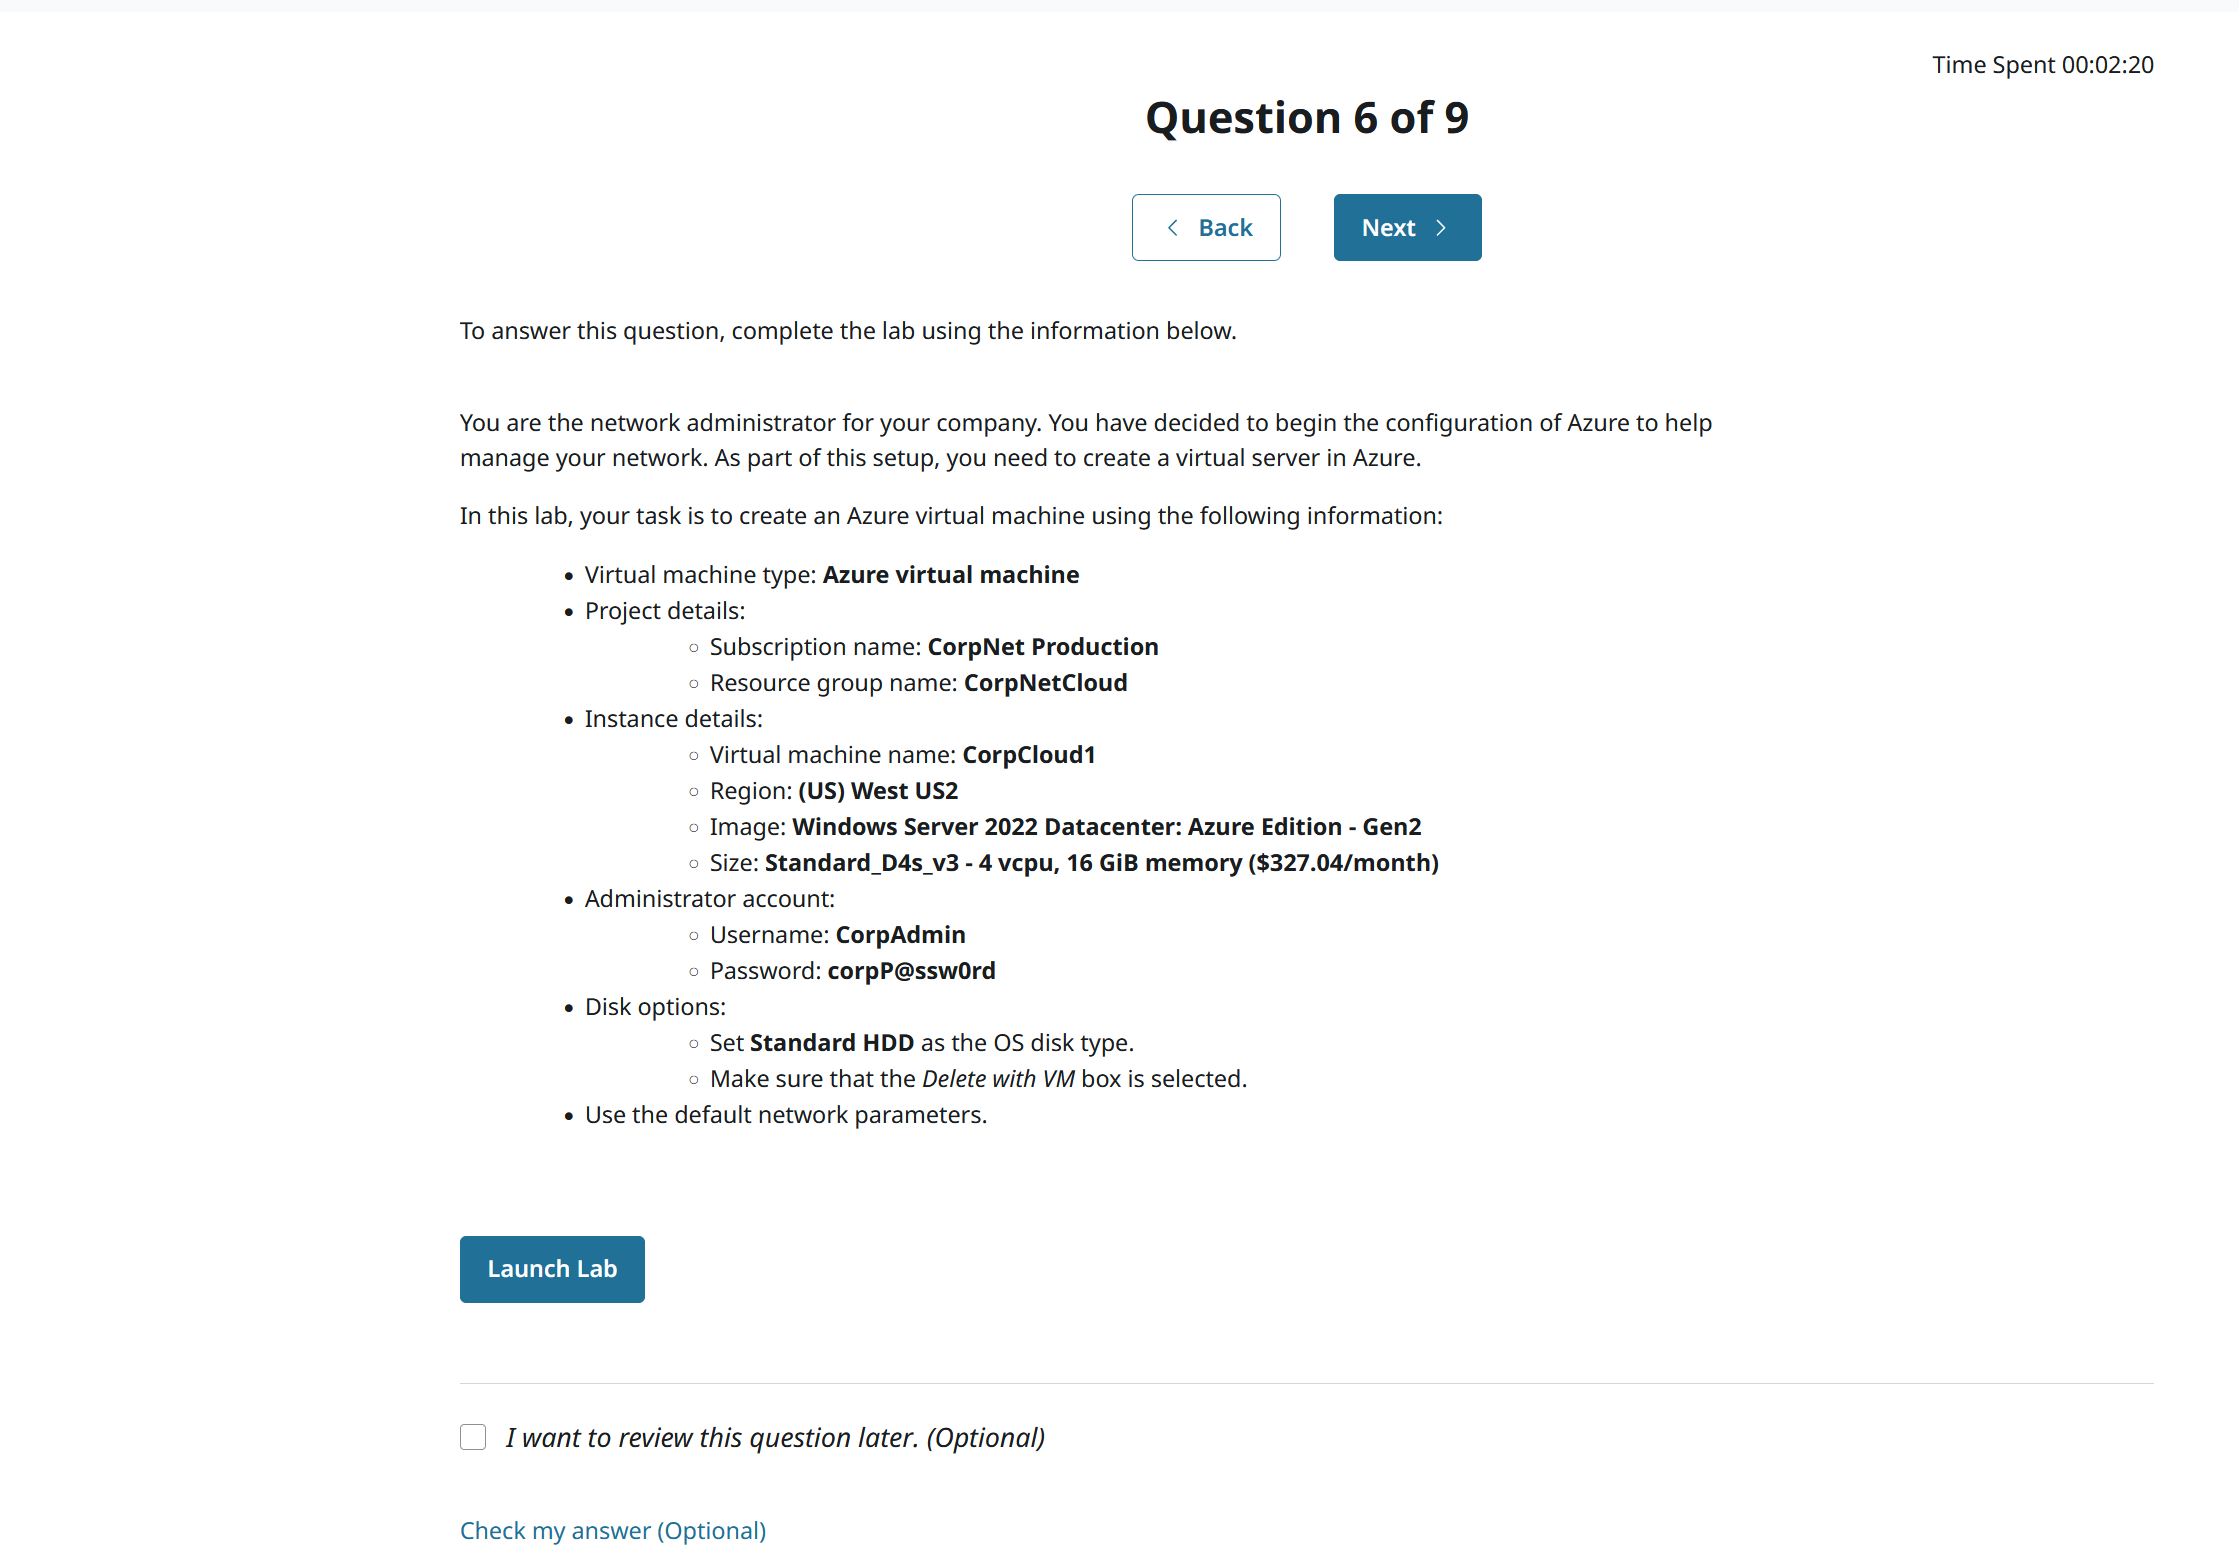 Time Spent 00:02:20
Question 6 of 9
Back
Next
To answer this question, complete the lab using the information below.
You are the network administrator for your company. You have decided to begin the configuration of Azure to help
manage your network. As part of this setup, you need to create a virtual server in Azure.
In this lab, your task is to create an Azure virtual machine using the following information:
• Virtual machine type: Azure virtual machine
• Project details:
○ Subscription name: CorpNet Production
○ Resource group name: CorpNetCloud
• Instance details:
○ Virtual machine name: CorpCloud1
○ Region: (US) West US2
○ Image: Windows Server 2022 Datacenter: Azure Edition - Gen2
○ Size: Standard_D4s_v3 - 4 vcpu, 16 GiB memory ($327.04/month)
• Administrator account:
○ Username: CorpAdmin
○ Password: corpP@ssw0rd
• Disk options:
○ Set Standard HDD as the OS disk type.
○ Make sure that the Delete with VM box is selected.
• Use the default network parameters.
Launch Lab
I want to review this question later. (Optional)
Check my answer (Optional)